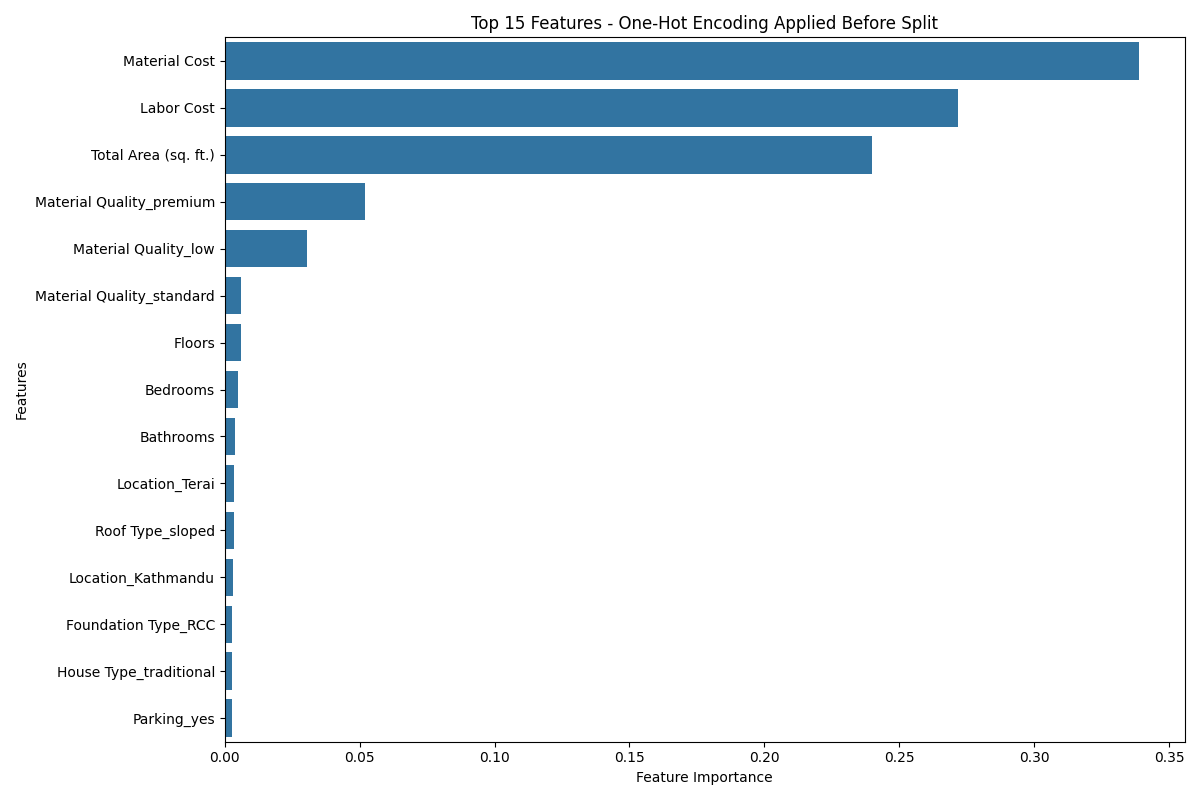 Top 15 Features - One-Hot Encoding Applied Before Split
Material Cost
Labor Cost
Total Area (sq. ft.)
Material Quality_premium
Material Quality_low
Material Quality_standard
Floors
Bedrooms
Bathrooms
Location_Terai
Roof Type_sloped
Location_Kathmandu
Foundation Type_RCC
House Type_traditional
Parking_yes
Features
0.00 0.05 0.10 0.15 0.20 0.25 0.30 0.35
Feature Importance